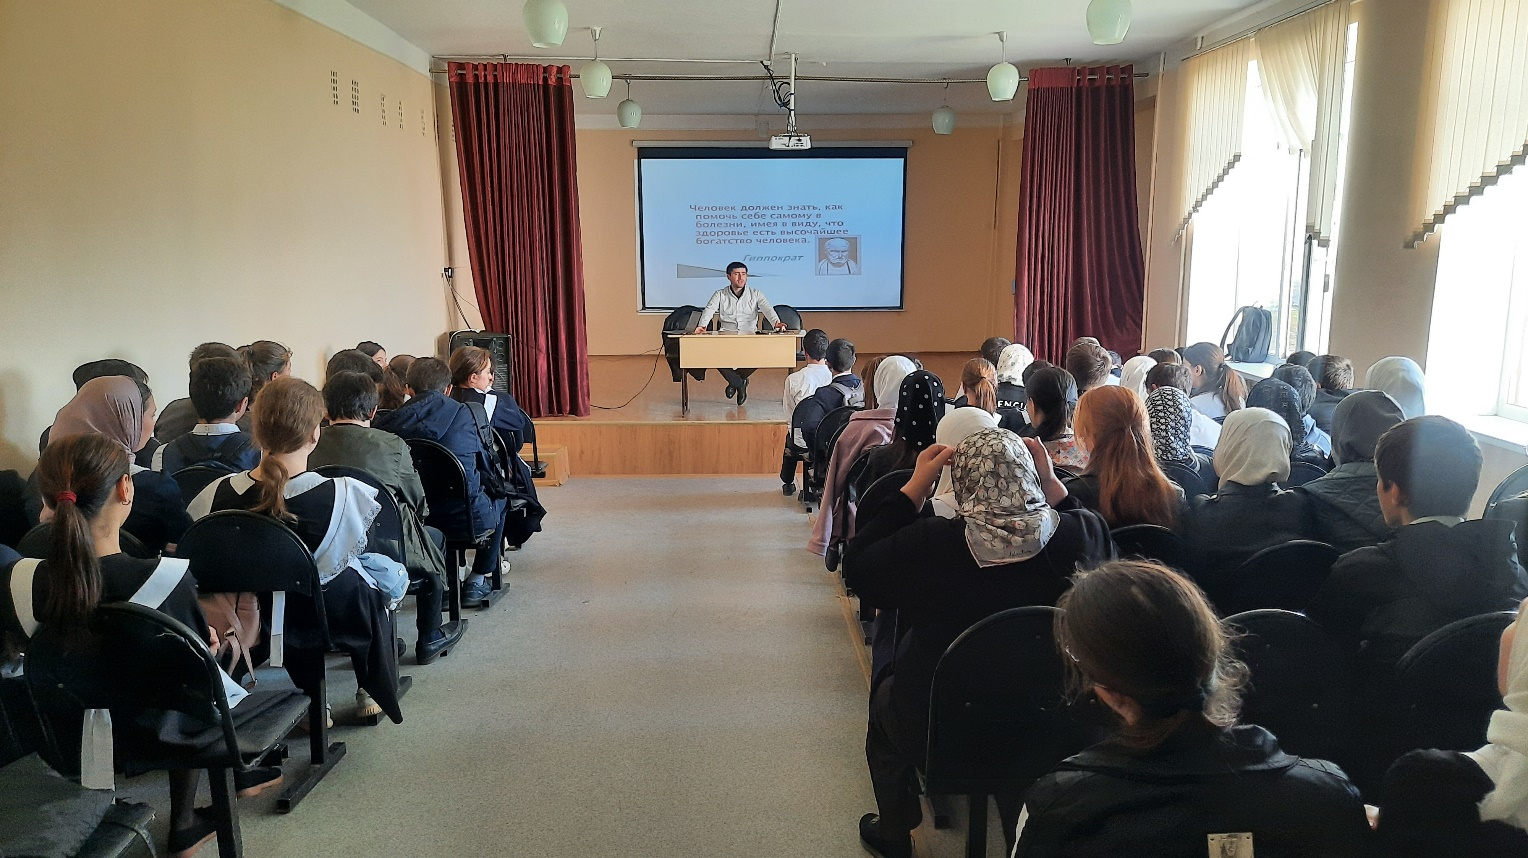 Человек должен знать, как
помочь себе самому в
болезни, имея в виду, что
здоровье есть высочайшее
богатство человека.
Гиппократ